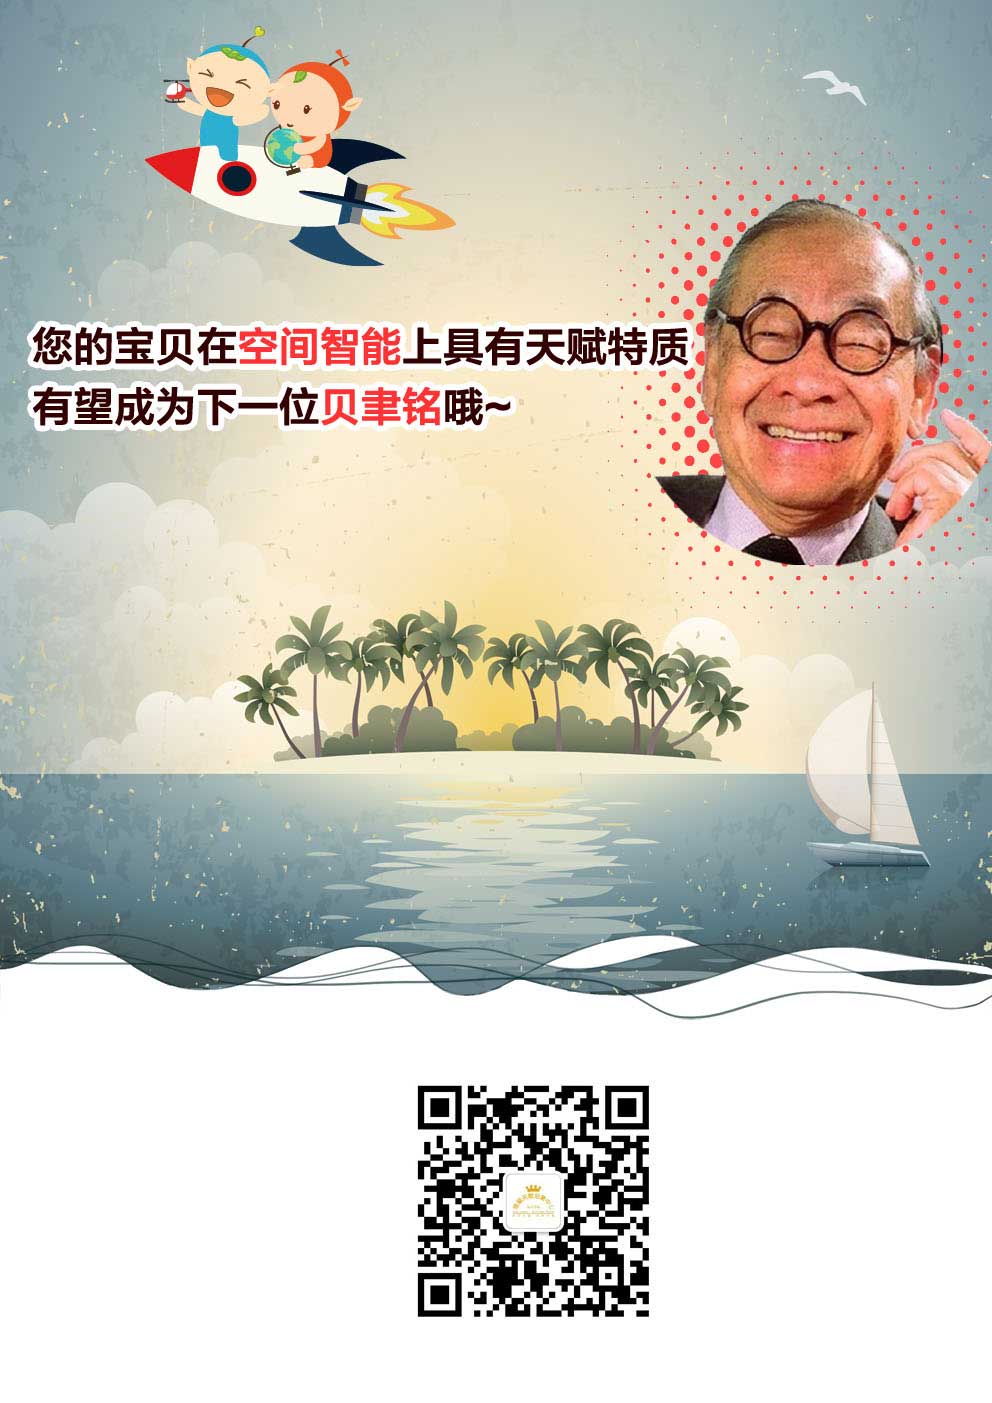 您的宝贝在空间智能上具有天赋特质
有望成为下一位贝聿铭哦~